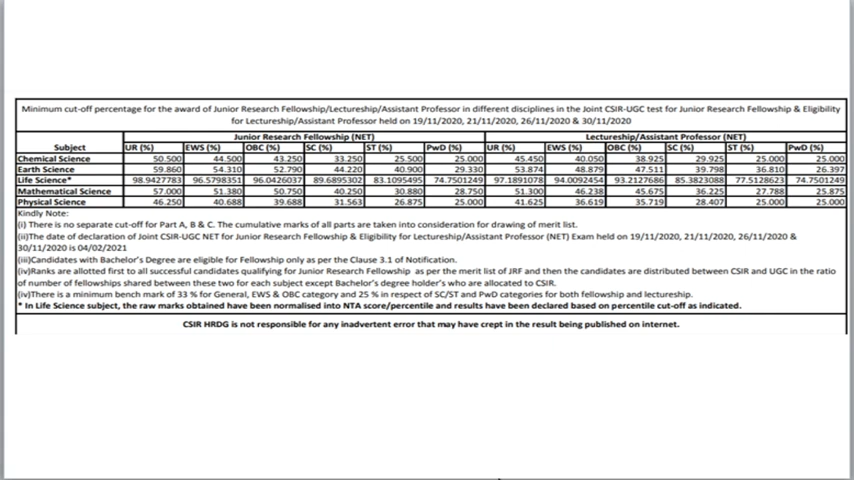 Minimum cut-off percentage for the award of Junior Research Fellowship/Lectureship/Assistant Professor in different disciplines in the Joint CSIR-UGC test for Junior Research Fellowship & Eligibility
for Lectureship/Assistant Professor held on 19/11/2020, 21/11/2020, 26/11/2020 & 30/11/2020
Junior Research Fellowship (NET) Lectureship/Assistant Professor (NET)
Subject UR (%) EWS (%) OBC (%) SC (%) ST (%) PwD (%) UR (%) EWS (%) OBC (%) SC (%) ST (%) PwD (%)
Chemical Science 50.500 44.500 43.250 33.250 25.500 25.000 45.450 40.050 38.925 29.925 25.000 25.000
Earth Science 59.860 54.310 52.790 44.220 40.900 29.330 53.874 48.879 47.511 39.798 36.810 26.397
Life Science* 98.9427783 96.5798351 96.0426037 89.6895302 83.1095495 74.7501249 97.1891078 94.0092454 93.2127686 85.3823088 77.5128623 74.7501249
Mathematical Science 57.000 51.380 50.750 40.250 30.880 28.750 51.300 46.238 45.675 36.225 27.788 25.875
Physical Science 46.250 40.688 39.688 31.563 26.875 25.000 41.625 36.619 35.719 28.407 25.000 25.000
Kindly Note:
(i) There is no separate cut-off for Part A, B & C. The cumulative marks of all parts are taken into consideration for drawing of merit list.
(ii)The date of declaration of Joint CSIR-UGC NET for Junior Research Fellowship & Eligibility for Lectureship/Assistant Professor (NET) Exam held on 19/11/2020, 21/11/2020, 26/11/2020 &
30/11/2020 is 04/02/2021
(iii)Candidates with Bachelor's Degree are eligible for Fellowship only as per the Clause 3.1 of Notification.
(iv)Ranks are allotted first to all successful candidates qualifying for Junior Research Fellowship as per the merit list of JRF and then the candidates are distributed between CSIR and UGC in the ratio
of number of fellowships shared between these two for each subject except Bachelor's degree holder's who are allocated to CSIR.
(iv)There is a minimum bench mark of 33 % for General, EWS & OBC category and 25 % in respect of SC/ST and PwD categories for both fellowship and lectureship.
* In Life Science subject, the raw marks obtained have been normalised into NTA score/percentile and results have been declared based on percentile cut-off as indicated.
CSIR HRDG is not responsible for any inadvertent error that may have crept in the result being published on internet.